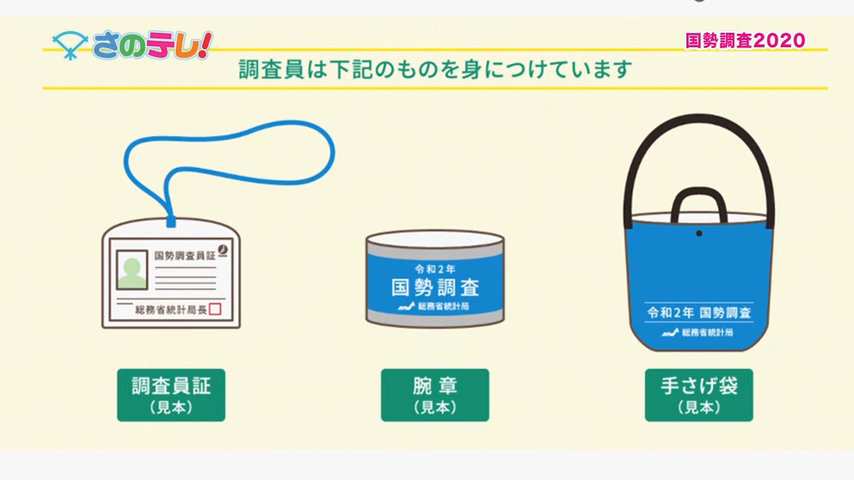 さのテレ!
国勢調査2020
調査員は下記のものを身につけています
国勢調査員証
総務省統計局長
令和2年
国勢調査
総務省統計局
令和2年 国勢調査
総務省統計局
調査員証
（見本）
腕章
（見本）
手さげ袋
（見本）